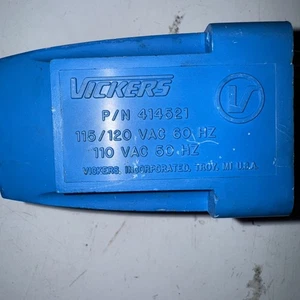 VICKERS
V
P/N 414521
115/120 VAC 60 HZ
110 VAC 50 HZ
VICKERS, INCORPORATED, TROY, MI U.S.A.